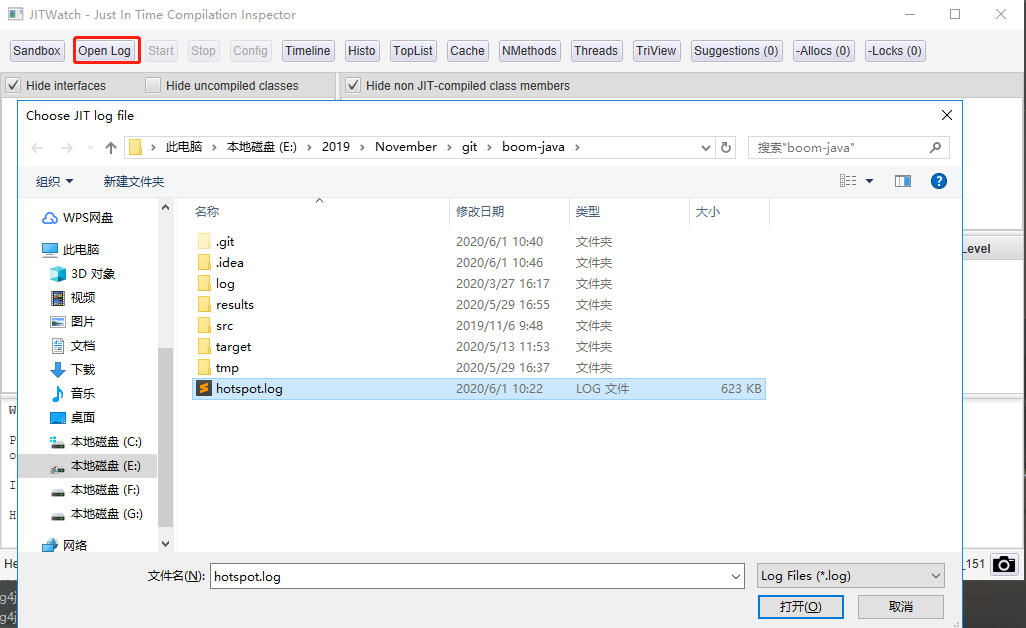 JITWatch - Just In Time Compilation Inspector
Sandbox Open Log Start Stop Config Timeline Histo TopList Cache NMethods Threads TriView Suggestions (0) -Allocs (0) -Locks (0)
Hide interfaces Hide uncompiled classes Hide non JIT-compiled class members
Choose JIT log file
此电脑 › 本地磁盘 (E:) › 2019 › November › git › boom-java ›
搜索"boom-java"
组织 新建文件夹
名称 修改日期 类型 大小
WPS网盘
此电脑
3D 对象
视频
图片
文档
下载
音乐
桌面
本地磁盘 (C:)
本地磁盘 (E:)
本地磁盘 (F:)
本地磁盘 (G:)
网络
.git 2020/6/1 10:40 文件夹
.idea 2020/6/1 10:46 文件夹
log 2020/3/27 16:17 文件夹
results 2020/5/29 16:55 文件夹
src 2019/11/6 9:48 文件夹
target 2020/5/13 11:53 文件夹
tmp 2020/5/29 16:37 文件夹
hotspot.log 2020/6/1 10:22 LOG 文件 623 KB
Level
W
P
o
I
H
He
_151
文件名(N): hotspot.log
Log Files (*.log)
打开(O) 取消
g4j
g4j